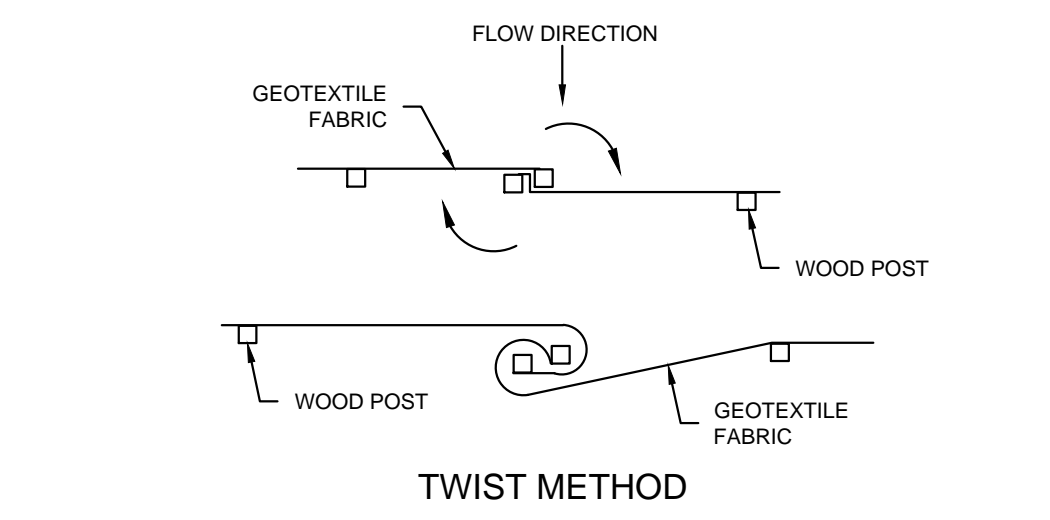 FLOW DIRECTION
GEOTEXTILE
FABRIC
WOOD POST
WOOD POST
GEOTEXTILE
FABRIC
TWIST METHOD